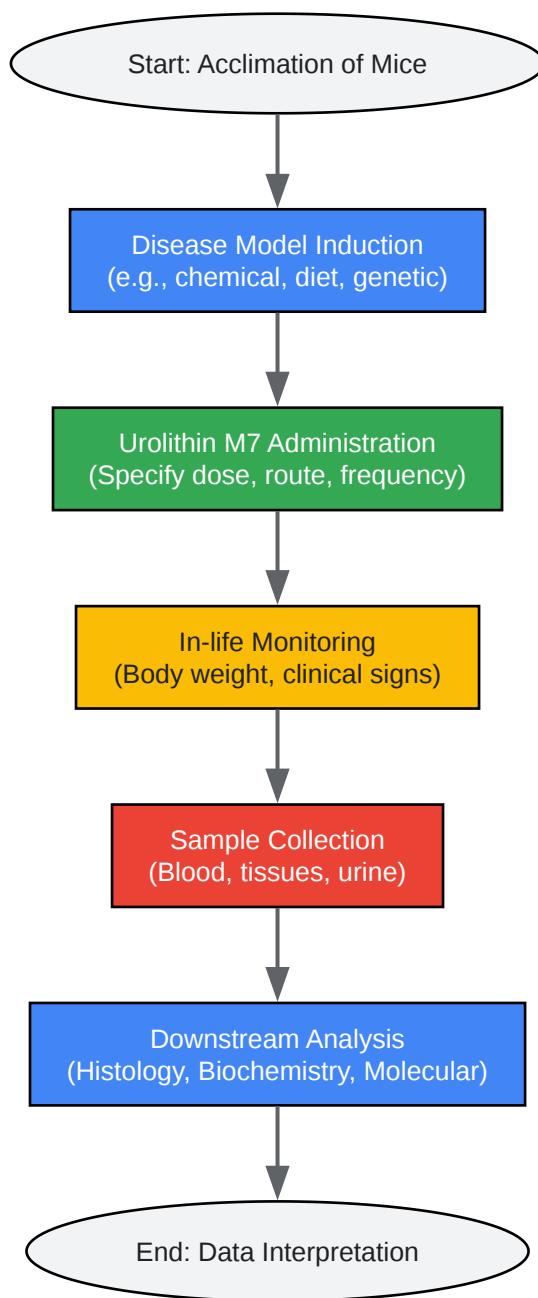 Start: Acclimation of Mice
Disease Model Induction
(e.g., chemical, diet, genetic)
Urolithin M7 Administration
(Specify dose, route, frequency)
In-life Monitoring
(Body weight, clinical signs)
Sample Collection
(Blood, tissues, urine)
Downstream Analysis
(Histology, Biochemistry, Molecular)
End: Data Interpretation